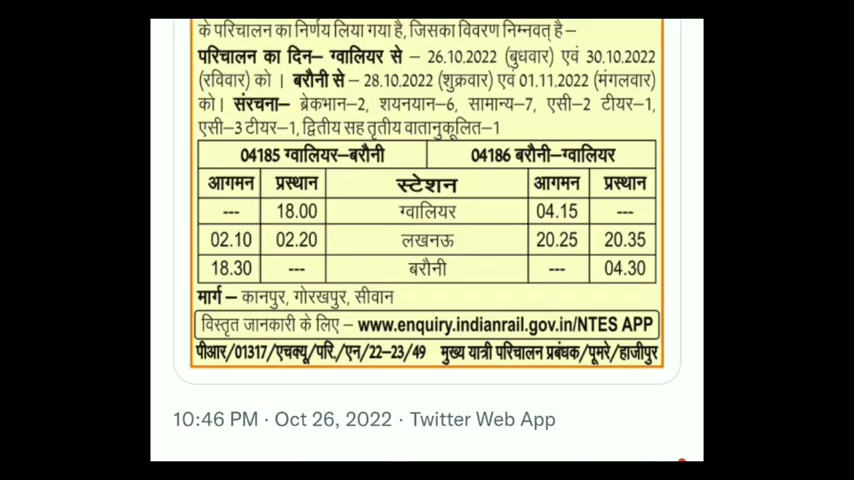 के परिचालन का निर्णय लिया गया है, जिसका विवरण निम्नवत् है –
परिचालन का दिन– ग्वालियर से – 26.10.2022 (बुधवार) एवं 30.10.2022
(रविवार) को । बरौनी से – 28.10.2022 (शुक्रवार) एवं 01.11.2022 (मंगलवार)
को। संरचना– ब्रेकभान–2, शयनयान–6, सामान्य–7, एसी–2 टीयर–1,
एसी–3 टीयर–1, द्वितीय सह तृतीय वातानुकूलित–1
04185 ग्वालियर–बरौनी 04186 बरौनी–ग्वालियर
आगमन प्रस्थान स्टेशन आगमन प्रस्थान
--- 18.00 ग्वालियर 04.15 ---
02.10 02.20 लखनऊ 20.25 20.35
18.30 --- बरौनी --- 04.30
मार्ग – कानपुर, गोरखपुर, सीवान
विस्तृत जानकारी के लिए – www.enquiry.indianrail.gov.in/NTES APP
पीआर/01317/एचक्यू/परि./एन/22–23/49 मुख्य यात्री परिचालन प्रबंधक/पूमरे/हाजीपुर
10:46 PM · Oct 26, 2022 · Twitter Web App